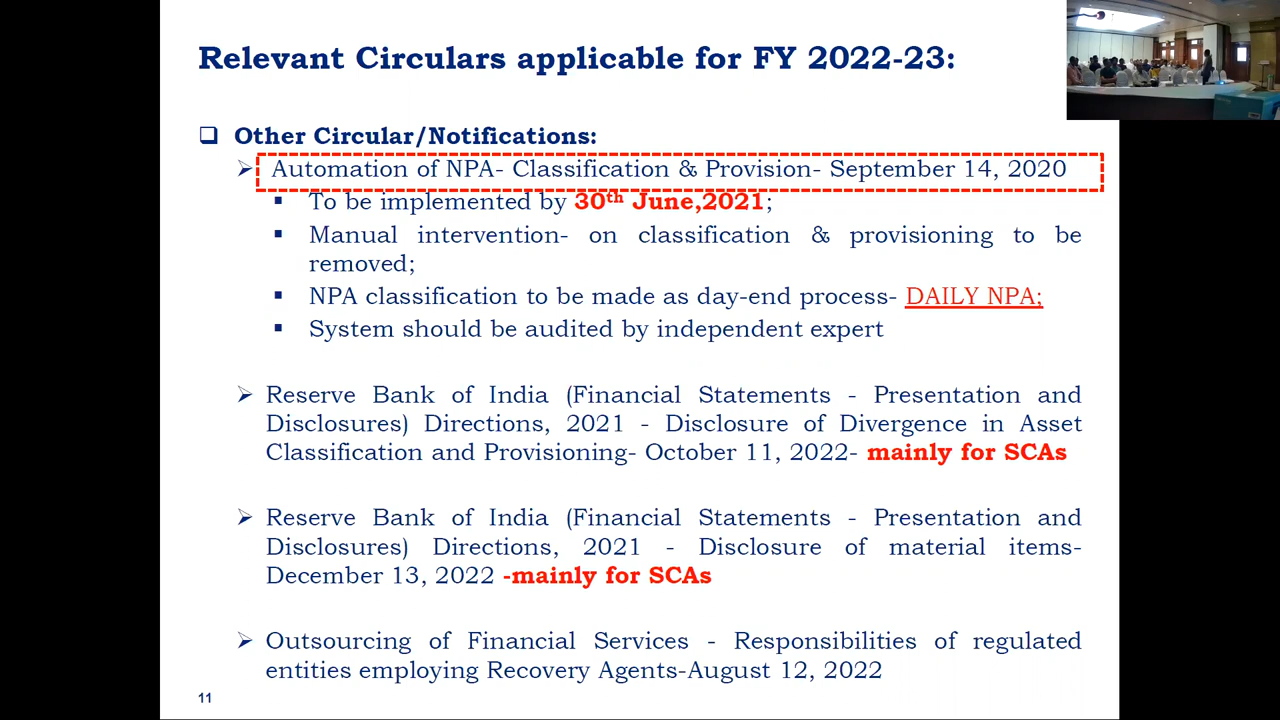 Relevant Circulars applicable for FY 2022-23:
❑ Other Circular/Notifications:
➢ Automation of NPA- Classification & Provision- September 14, 2020
▪ To be implemented by 30th June,2021;
▪ Manual intervention- on classification & provisioning to be
removed;
▪ NPA classification to be made as day-end process- DAILY NPA;
▪ System should be audited by independent expert
➢ Reserve Bank of India (Financial Statements - Presentation and
Disclosures) Directions, 2021 - Disclosure of Divergence in Asset
Classification and Provisioning- October 11, 2022- mainly for SCAs
➢ Reserve Bank of India (Financial Statements - Presentation and
Disclosures) Directions, 2021 - Disclosure of material items-
December 13, 2022 -mainly for SCAs
➢ Outsourcing of Financial Services - Responsibilities of regulated
entities employing Recovery Agents-August 12, 2022
11